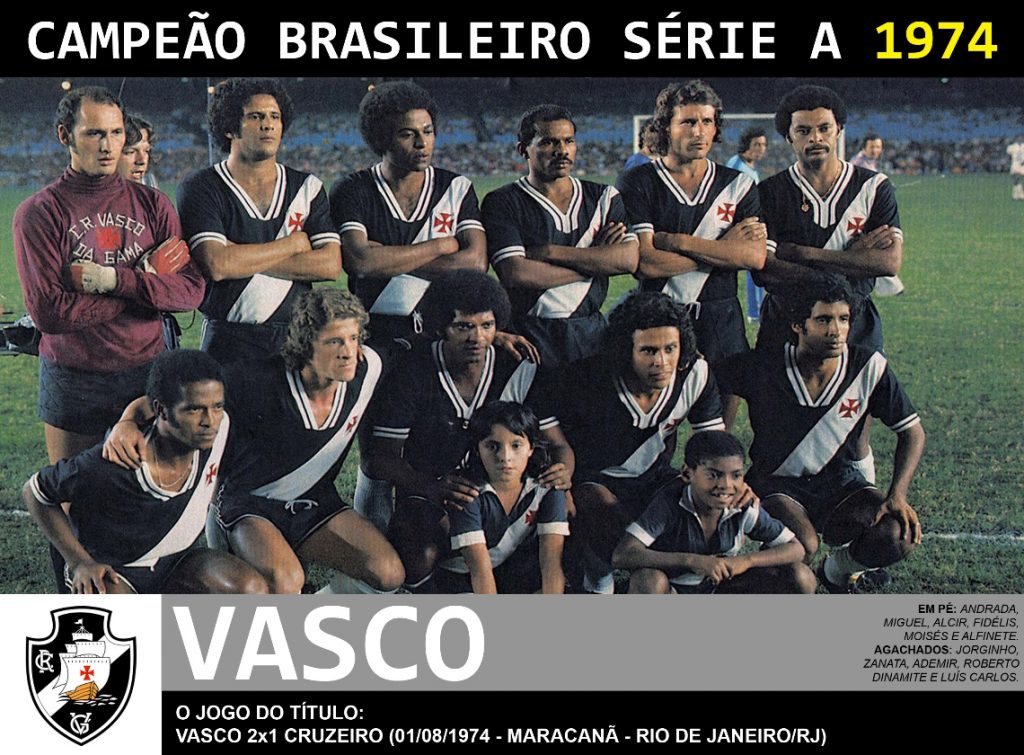 CAMPEÃO BRASILEIRO SÉRIE A 1974
C.R. VASCO
DA GAMA
VASCO
EM PÉ: ANDRADA,
MIGUEL, ALCIR, FIDÉLIS,
MOISÉS E ALFINETE.
AGACHADOS: JORGINHO,
ZANATA, ADEMIR, ROBERTO
DINAMITE E LUÍS CARLOS.
O JOGO DO TÍTULO:
VASCO 2x1 CRUZEIRO (01/08/1974 - MARACANÃ - RIO DE JANEIRO/RJ)